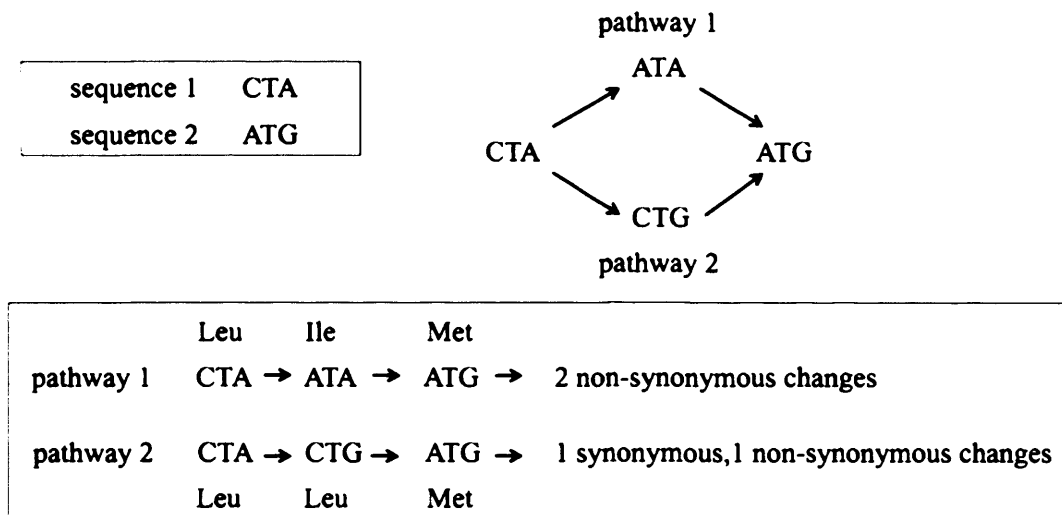 pathway 1
sequence 1 CTA
sequence 2 ATG
ATA
CTA
ATG
CTG
pathway 2
Leu Ile Met
pathway 1 CTA → ATA → ATG → 2 non-synonymous changes
pathway 2 CTA → CTG → ATG → 1 synonymous, 1 non-synonymous changes
Leu Leu Met